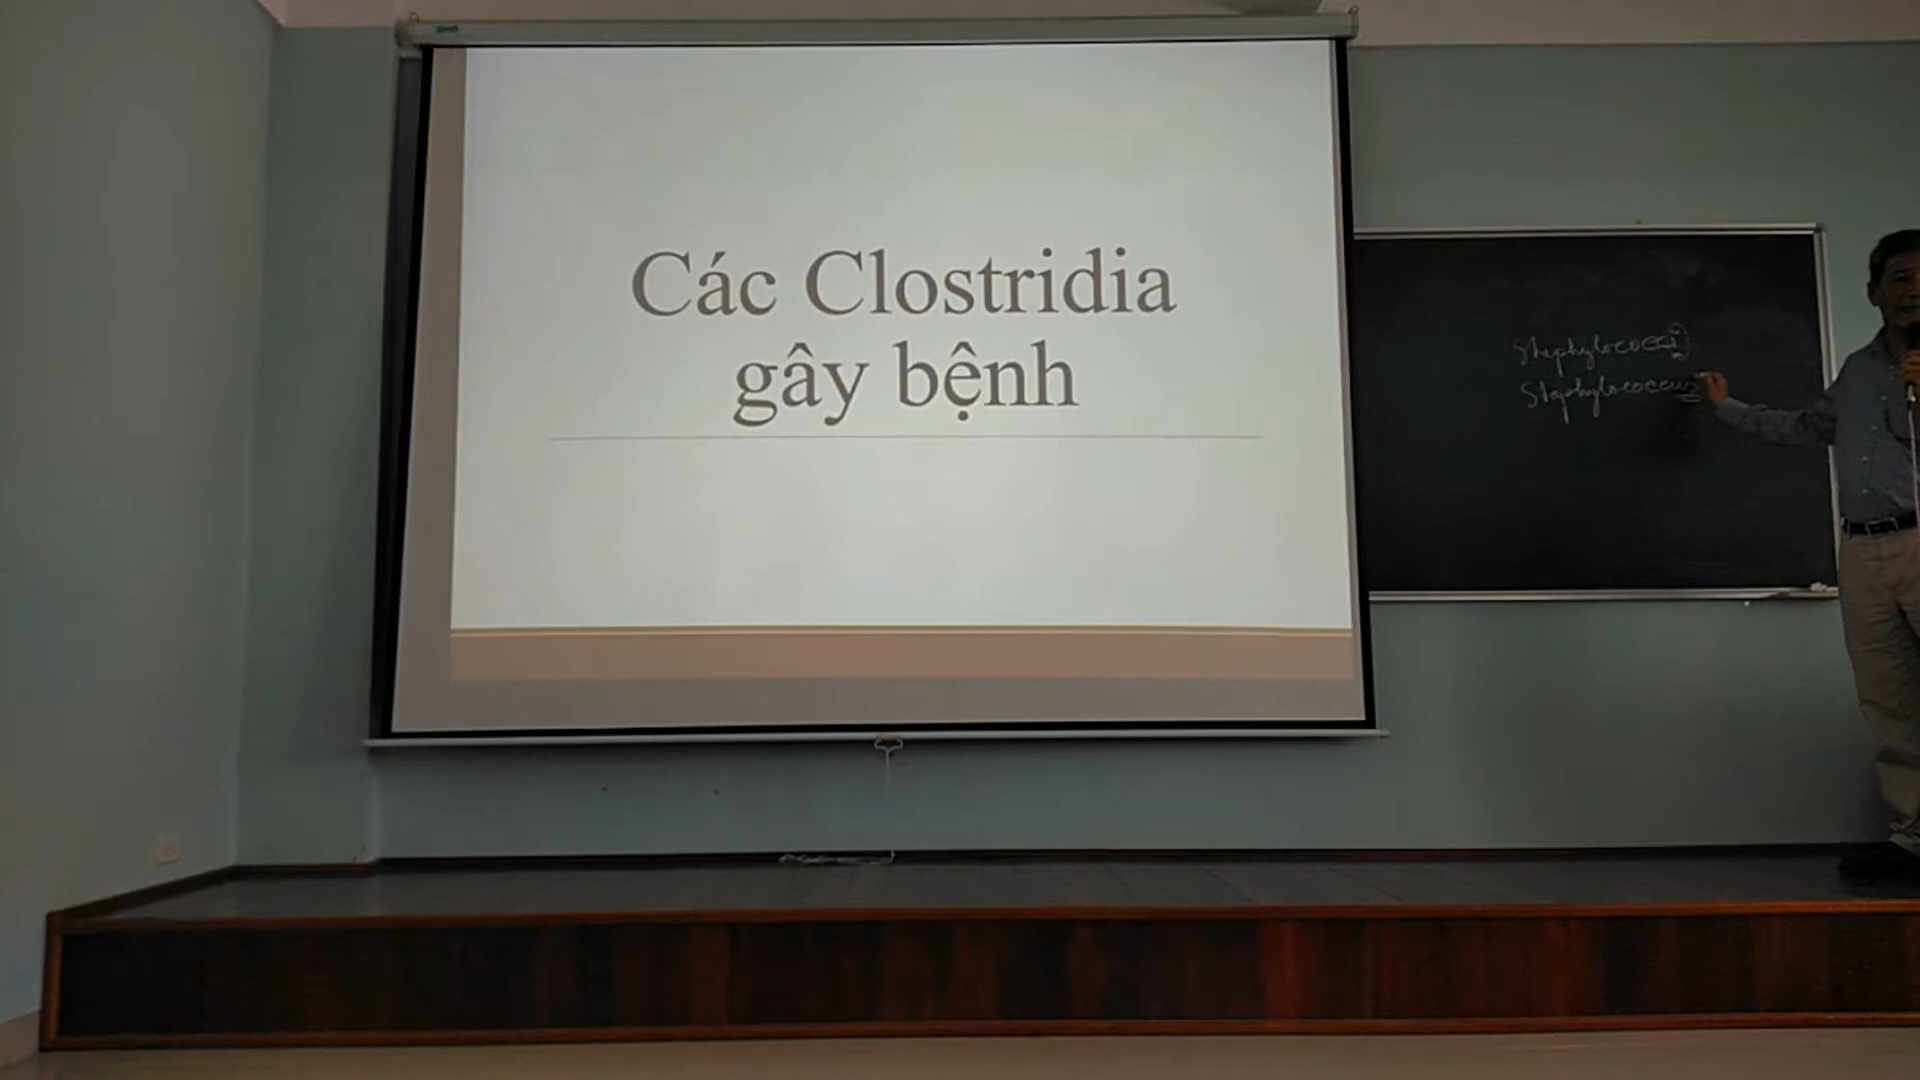 Các Clostridia
gây bệnh
Staphylococci
Staphylococcus